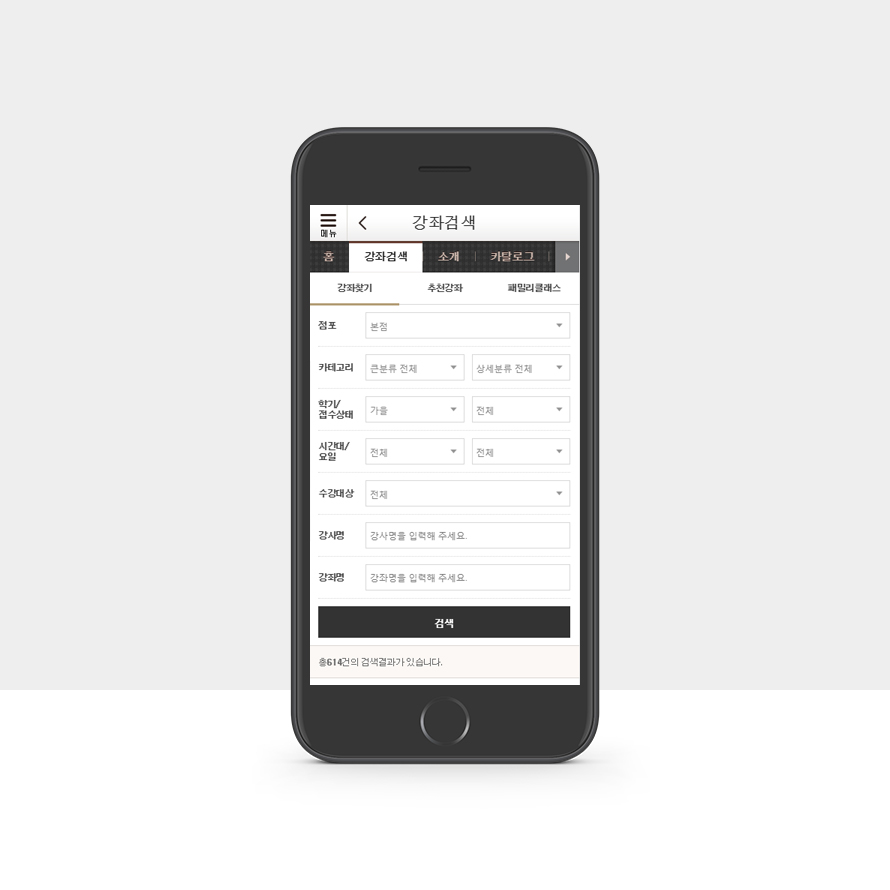 메뉴
강좌검색
홈 강좌검색 소개 카탈로그
강좌찾기 추천강좌 패밀리클래스
점포 본점
카테고리 큰분류 전체 상세분류 전체
학기/
접수상태 가을 전체
시간대/
요일 전체 전체
수강대상 전체
강사명 강사명을 입력해 주세요.
강좌명 강좌명을 입력해 주세요.
검색
총614건의 검색결과가 있습니다.